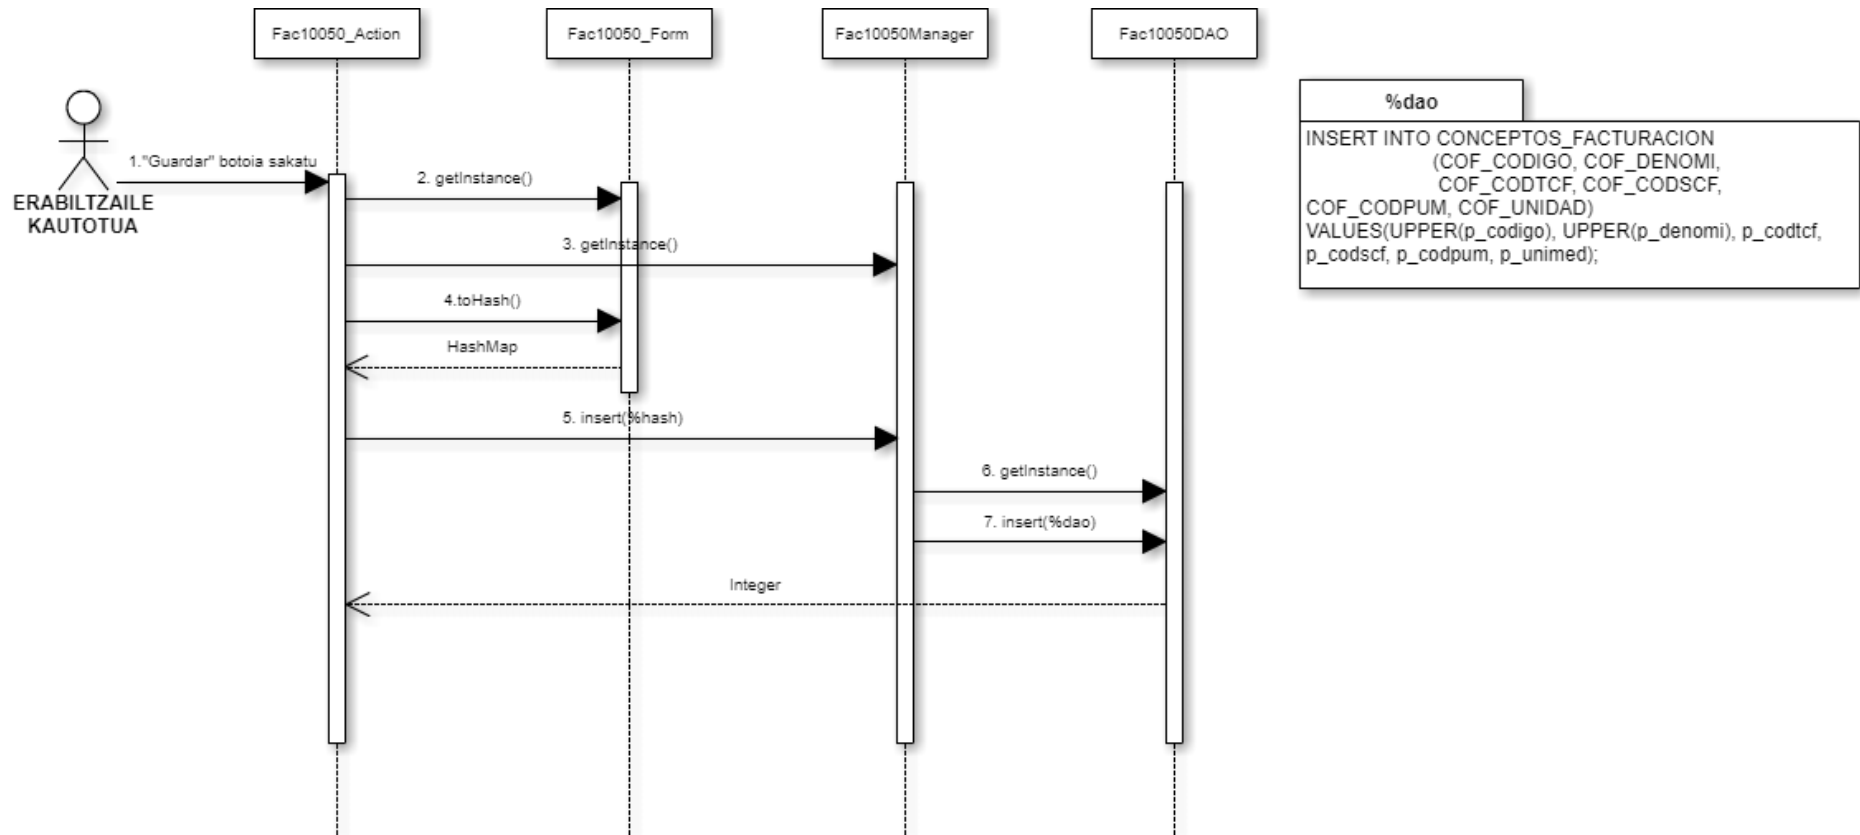 Fac10050_Action
Fac10050_Form
Fac10050Manager
Fac10050DAO
%dao
INSERT INTO CONCEPTOS_FACTURACION
(COF_CODIGO, COF_DENOMI,
COF_CODTCF, COF_CODSCF,
COF_CODPUM, COF_UNIDAD)
VALUES(UPPER(p_codigo), UPPER(p_denomi), p_codtcf,
p_codscf, p_codpum, p_unimed);
ERABILTZAILE
KAUTOTUA
1."Guardar" botoia sakatu
2. getInstance()
3. getInstance()
4.toHash()
HashMap
5. insert(%hash)
6. getInstance()
7. insert(%dao)
Integer